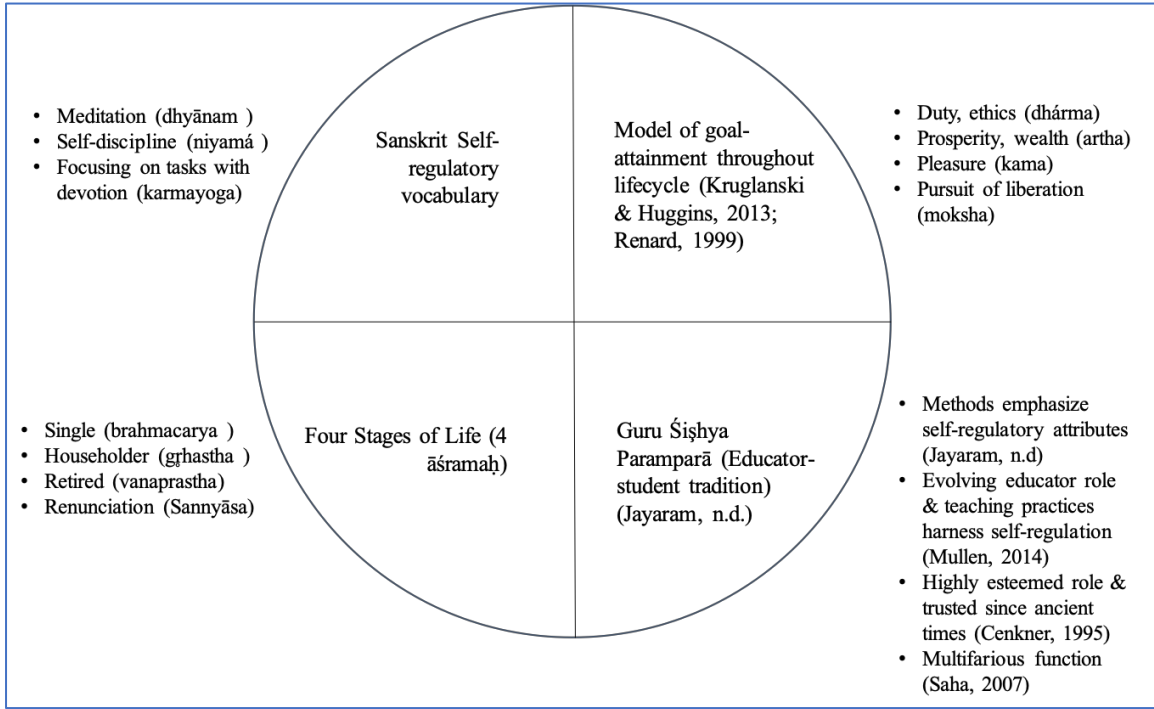 • Meditation (dhyānam )
• Self-discipline (niyamá )
• Focusing on tasks with
devotion (karmayoga)
Sanskrit Self-
regulatory
vocabulary
Model of goal-
attainment throughout
lifecycle (Kruglanski
& Huggins, 2013;
Renard, 1999)
• Duty, ethics (dhárma)
• Prosperity, wealth (artha)
• Pleasure (kama)
• Pursuit of liberation
(moksha)
• Single (brahmacarya )
• Householder (gṛhastha )
• Retired (vanaprastha)
• Renunciation (Sannyāsa)
Four Stages of Life (4
āśramaḥ)
Guru Śişhya
Paramparā (Educator-
student tradition)
(Jayaram, n.d.)
• Methods emphasize
self-regulatory attributes
(Jayaram, n.d)
• Evolving educator role
& teaching practices
harness self-regulation
(Mullen, 2014)
• Highly esteemed role &
trusted since ancient
times (Cenkner, 1995)
• Multifarious function
(Saha, 2007)